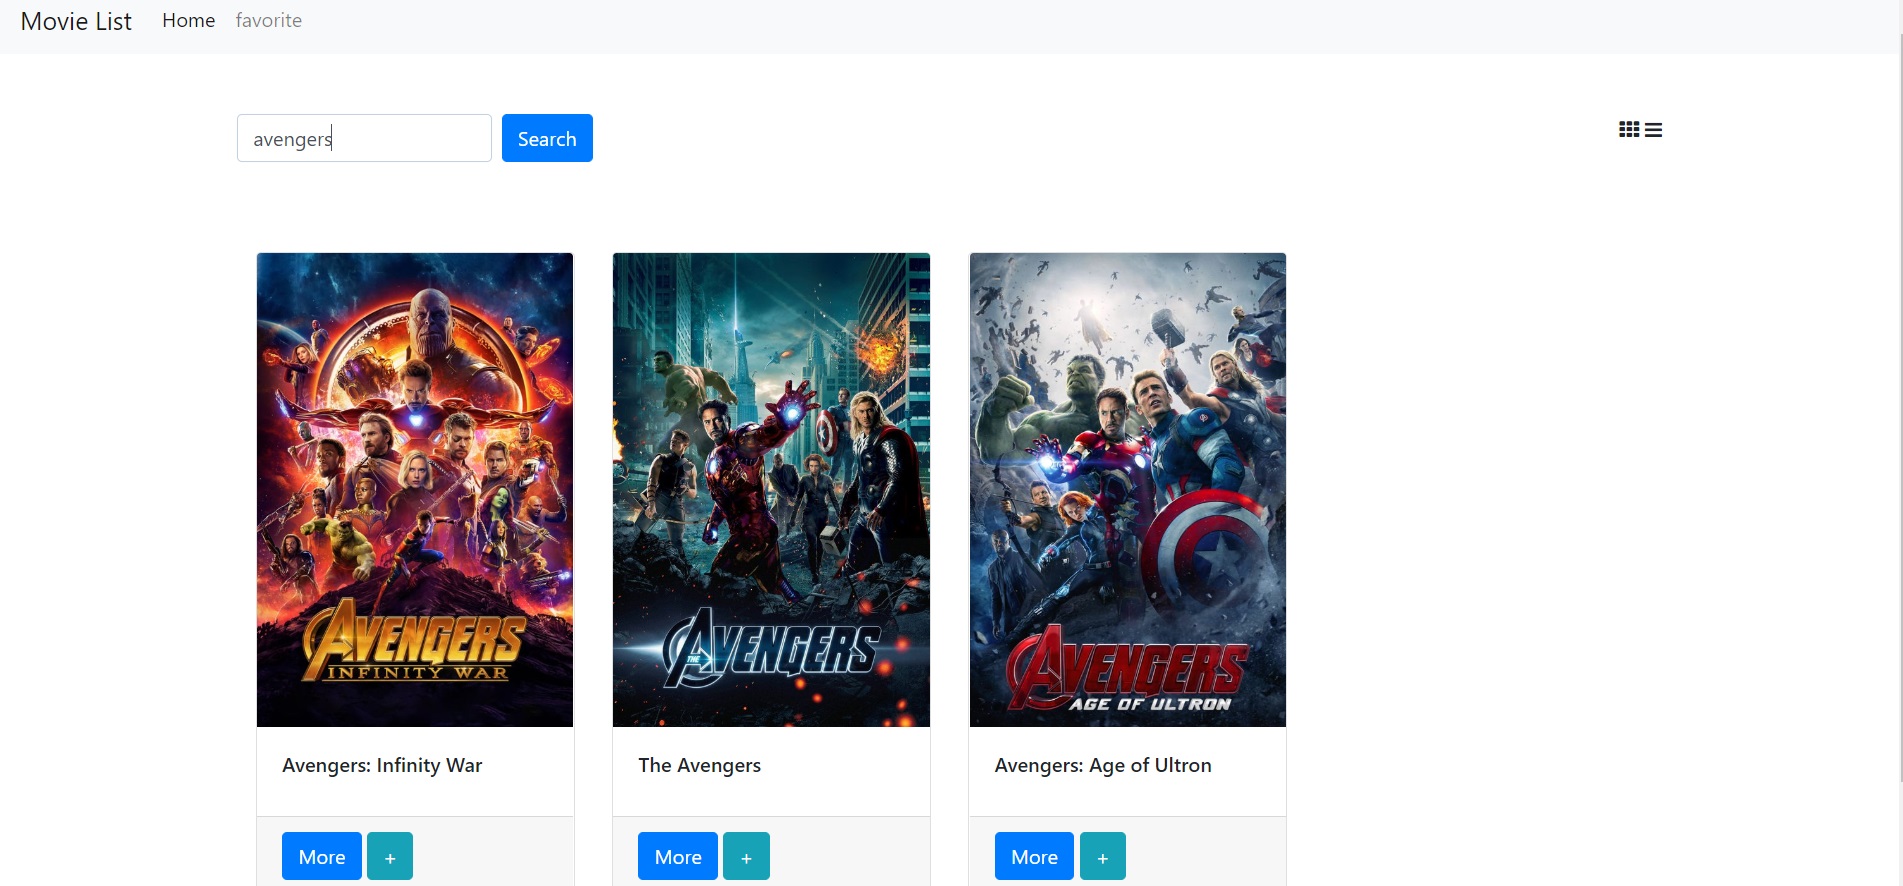 Movie List Home favorite
avengers Search
AVENGERS
INFINITY WAR
THE AVENGERS
AVENGERS
AGE OF ULTRON
Avengers: Infinity War
The Avengers
Avengers: Age of Ultron
More + More + More +